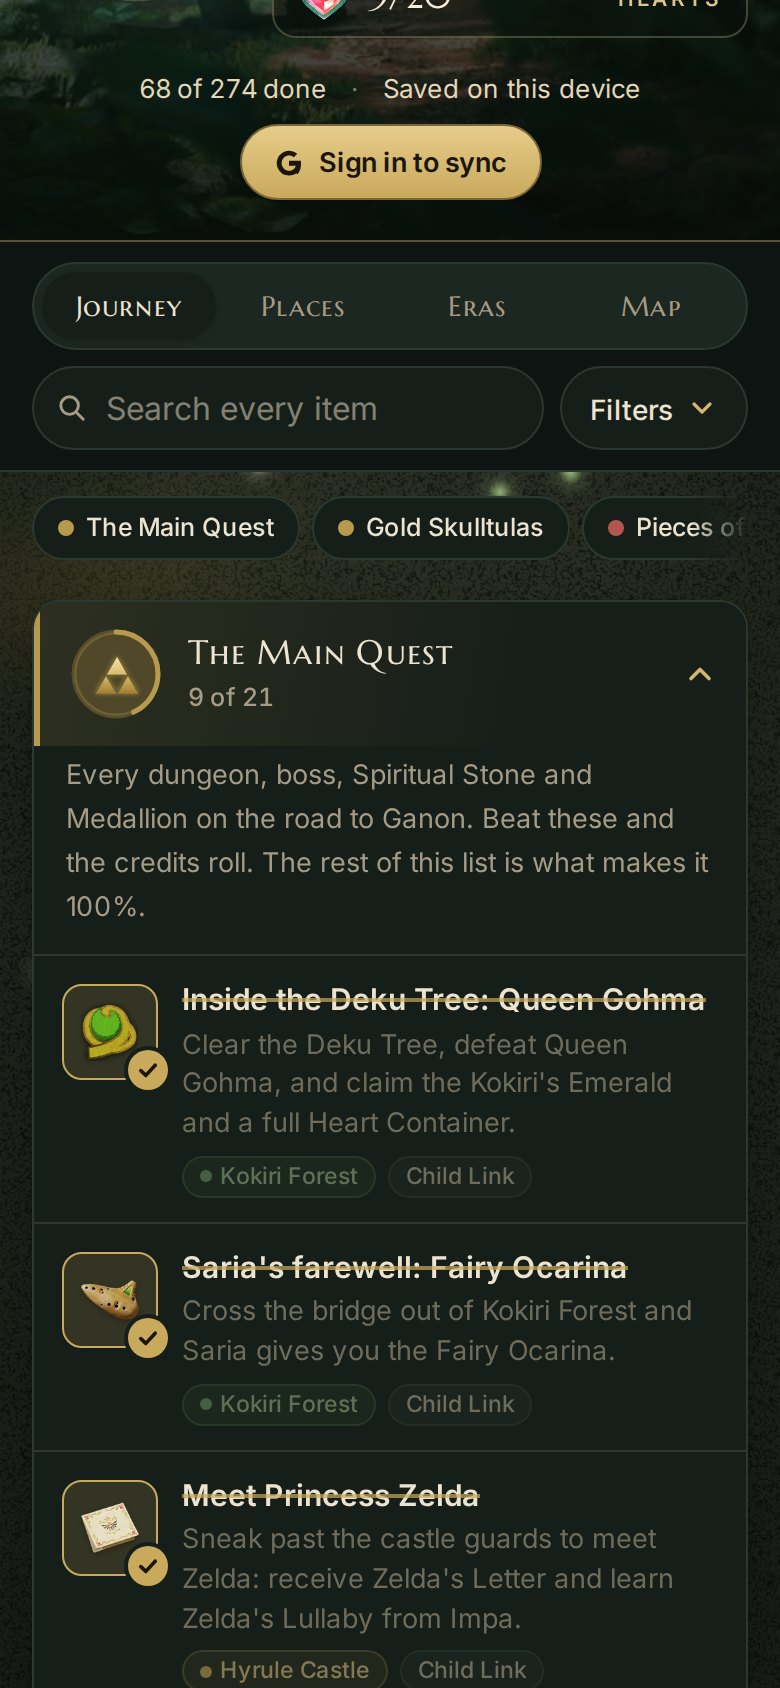 9/20 HEARTS
68 of 274 done · Saved on this device
Sign in to sync
Journey Places Eras Map
Search every item Filters
The Main Quest Gold Skulltulas Pieces of
The Main Quest
9 of 21
Every dungeon, boss, Spiritual Stone and
Medallion on the road to Ganon. Beat these and
the credits roll. The rest of this list is what makes it
100%.
Inside the Deku Tree: Queen Gohma
Clear the Deku Tree, defeat Queen
Gohma, and claim the Kokiri's Emerald
and a full Heart Container.
Kokiri Forest Child Link
Saria's farewell: Fairy Ocarina
Cross the bridge out of Kokiri Forest and
Saria gives you the Fairy Ocarina.
Kokiri Forest Child Link
Meet Princess Zelda
Sneak past the castle guards to meet
Zelda: receive Zelda's Letter and learn
Zelda's Lullaby from Impa.
Hyrule Castle Child Link